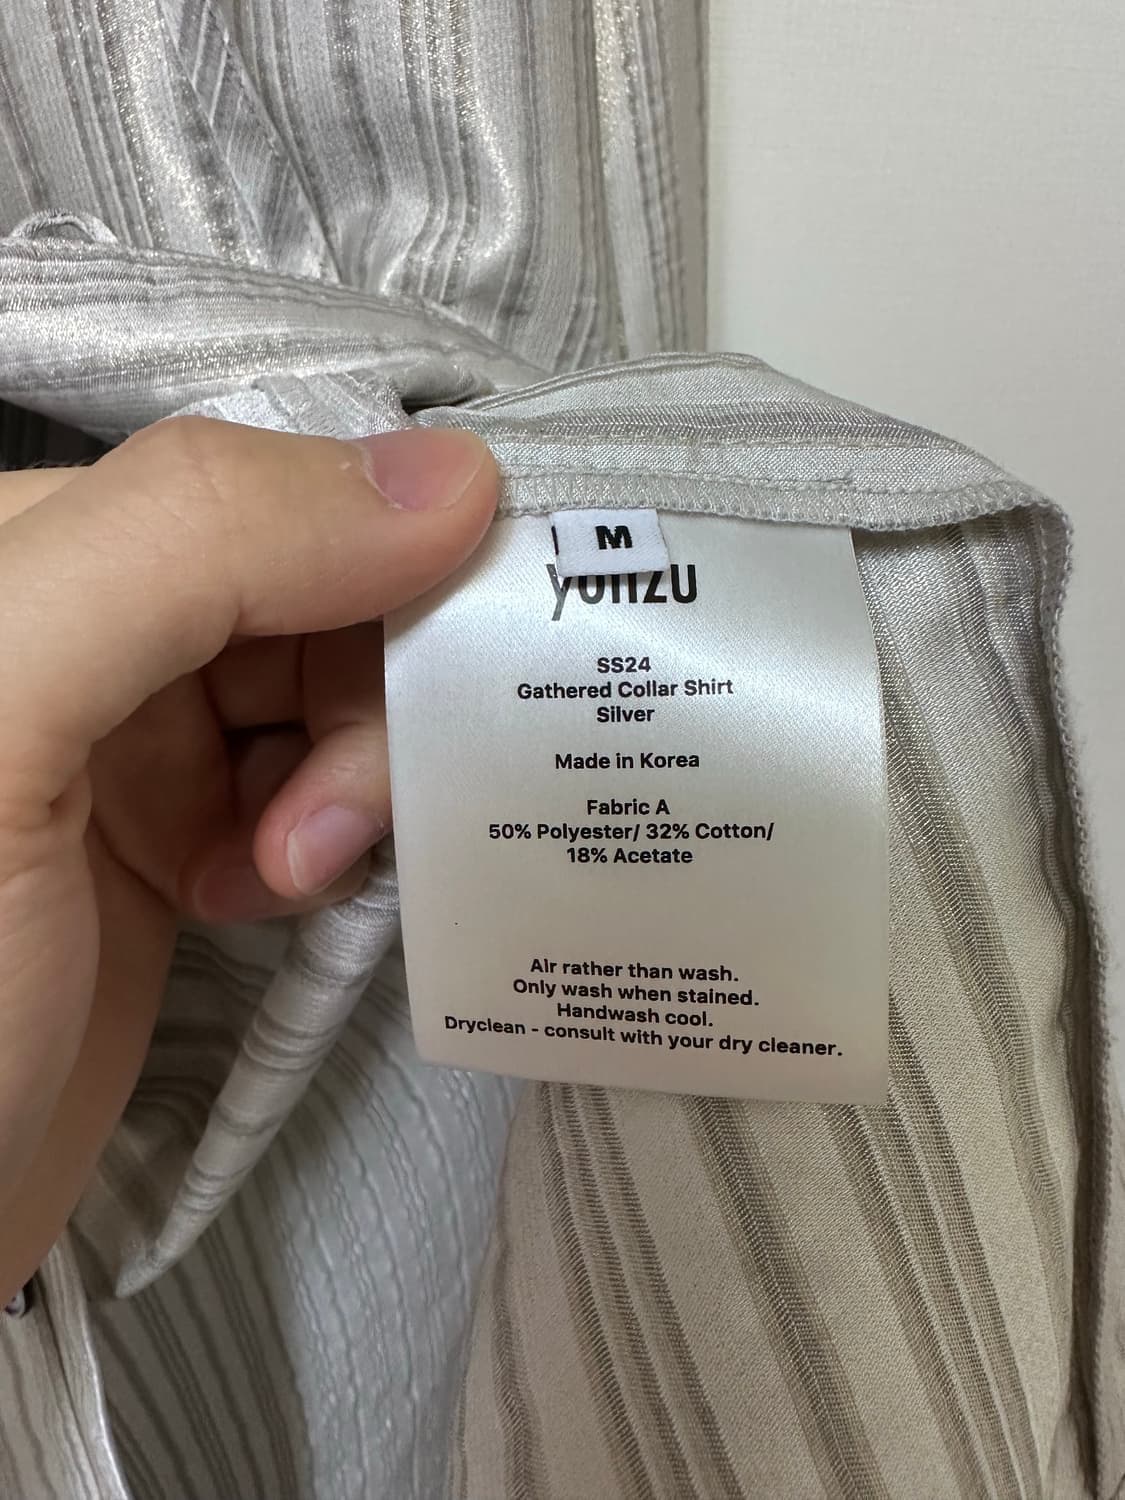 M
SS24
Gathered Collar Shirt
Silver
Made in Korea
Fabric A
50% Polyester/ 32% Cotton/
18% Acetate
Air rather than wash.
Only wash when stained.
Handwash cool.
Dryclean - consult with your dry cleaner.